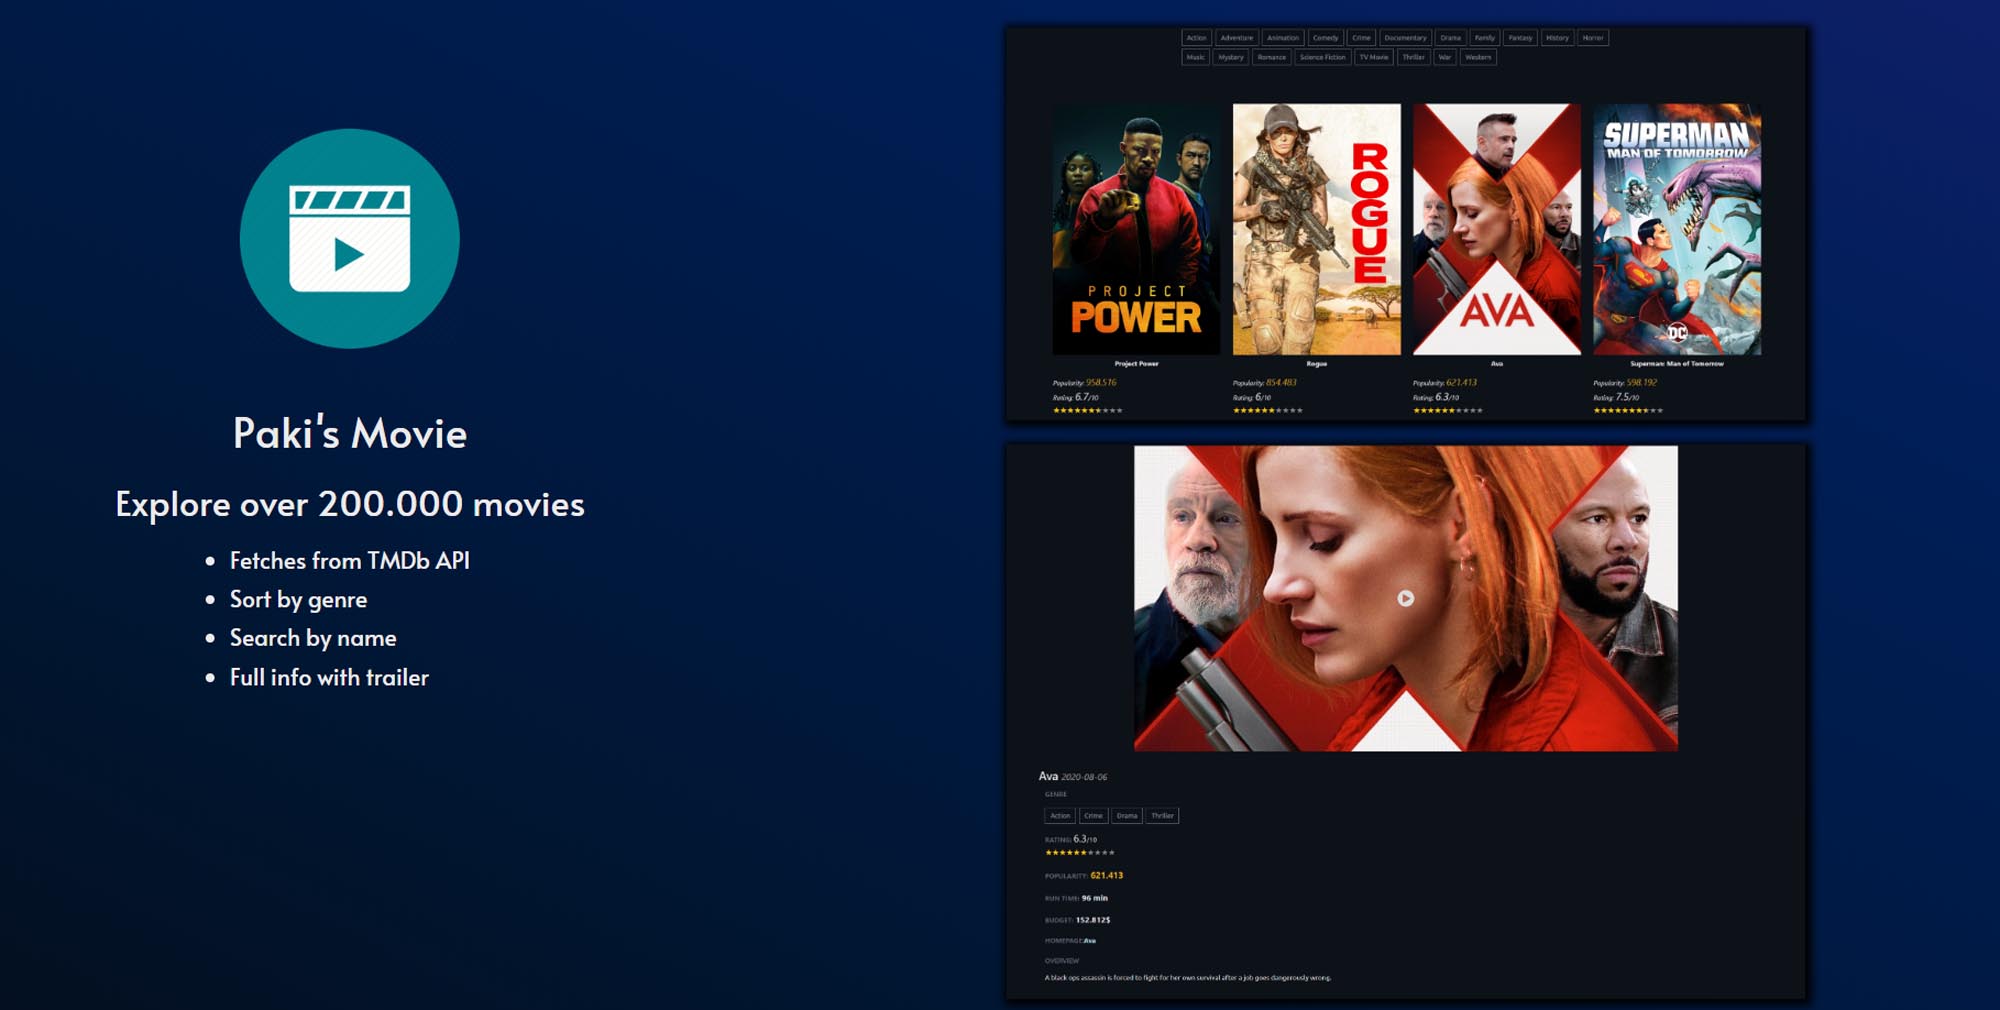 Paki's Movie
Explore over 200.000 movies
Fetches from TMDb API
Sort by genre
Search by name
Full info with trailer
Action Adventure Animation Comedy Crime Documentary Drama Family Fantasy History Horror
Music Mystery Romance Science Fiction TV Movie Thriller War Western
PROJECT
POWER
ROGUE
AVA
SUPERMAN
MAN OF TOMORROW
DC
Project Power
Popularity: 958.516
Rating: 6.7/10
Rogue
Popularity: 854.483
Rating: 6/10
Ava
Popularity: 621.413
Rating: 6.3/10
Superman: Man of Tomorrow
Popularity: 598.192
Rating: 7.5/10
Ava 2020-08-06
GENRE
Action Crime Drama Thriller
RATING: 6.3/10
POPULARITY: 621.413
RUN TIME: 96 min
BUDGET: 152.812$
HOMEPAGE:Ava
OVERVIEW
A black ops assassin is forced to fight for her own survival after a job goes dangerously wrong.